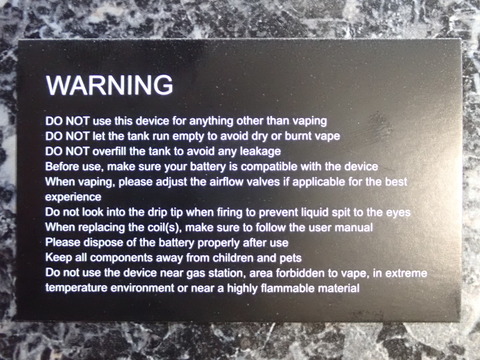 WARNING
DO NOT use this device for anything other than vaping
DO NOT let the tank run empty to avoid dry or burnt vape
DO NOT overfill the tank to avoid any leakage
Before use, make sure your battery is compatible with the device
When vaping, please adjust the airflow valves if applicable for the best
experience
Do not look into the drip tip when firing to prevent liquid spit to the eyes
When replacing the coil(s), make sure to follow the user manual
Please dispose of the battery properly after use
Keep all components away from children and pets
Do not use the device near gas station, area forbidden to vape, in extreme
temperature environment or near a highly flammable material